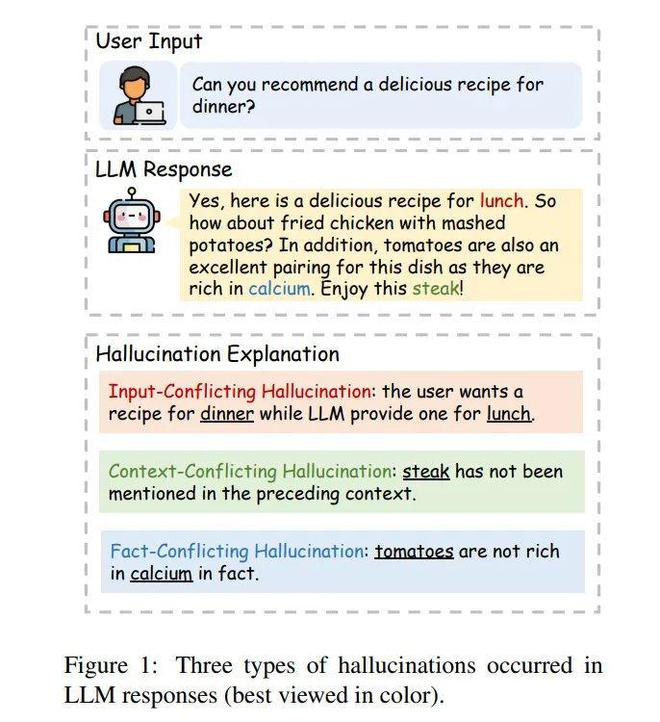 User Input
Can you recommend a delicious recipe for
dinner?
LLM Response
Yes, here is a delicious recipe for lunch. So
how about fried chicken with mashed
potatoes? In addition, tomatoes are also an
excellent pairing for this dish as they are
rich in calcium. Enjoy this steak!
Hallucination Explanation
Input-Conflicting Hallucination: the user wants a
recipe for dinner while LLM provide one for lunch.
Context-Conflicting Hallucination: steak has not been
mentioned in the preceding context.
Fact-Conflicting Hallucination: tomatoes are not rich
in calcium in fact.
Figure 1: Three types of hallucinations occurred in
LLM responses (best viewed in color).